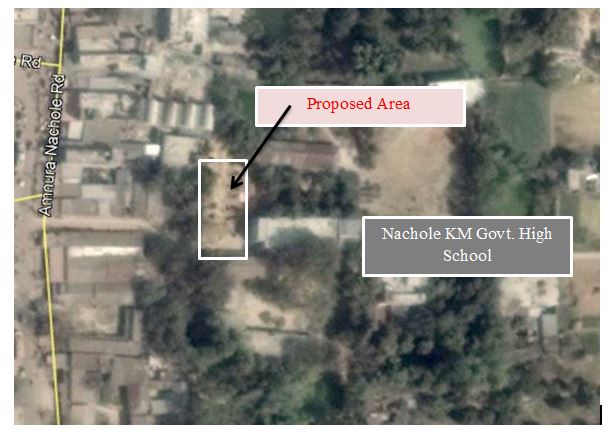 e Rd
Proposed Area
Amnura-Nachole Rd
Nachole KM Govt. High
School